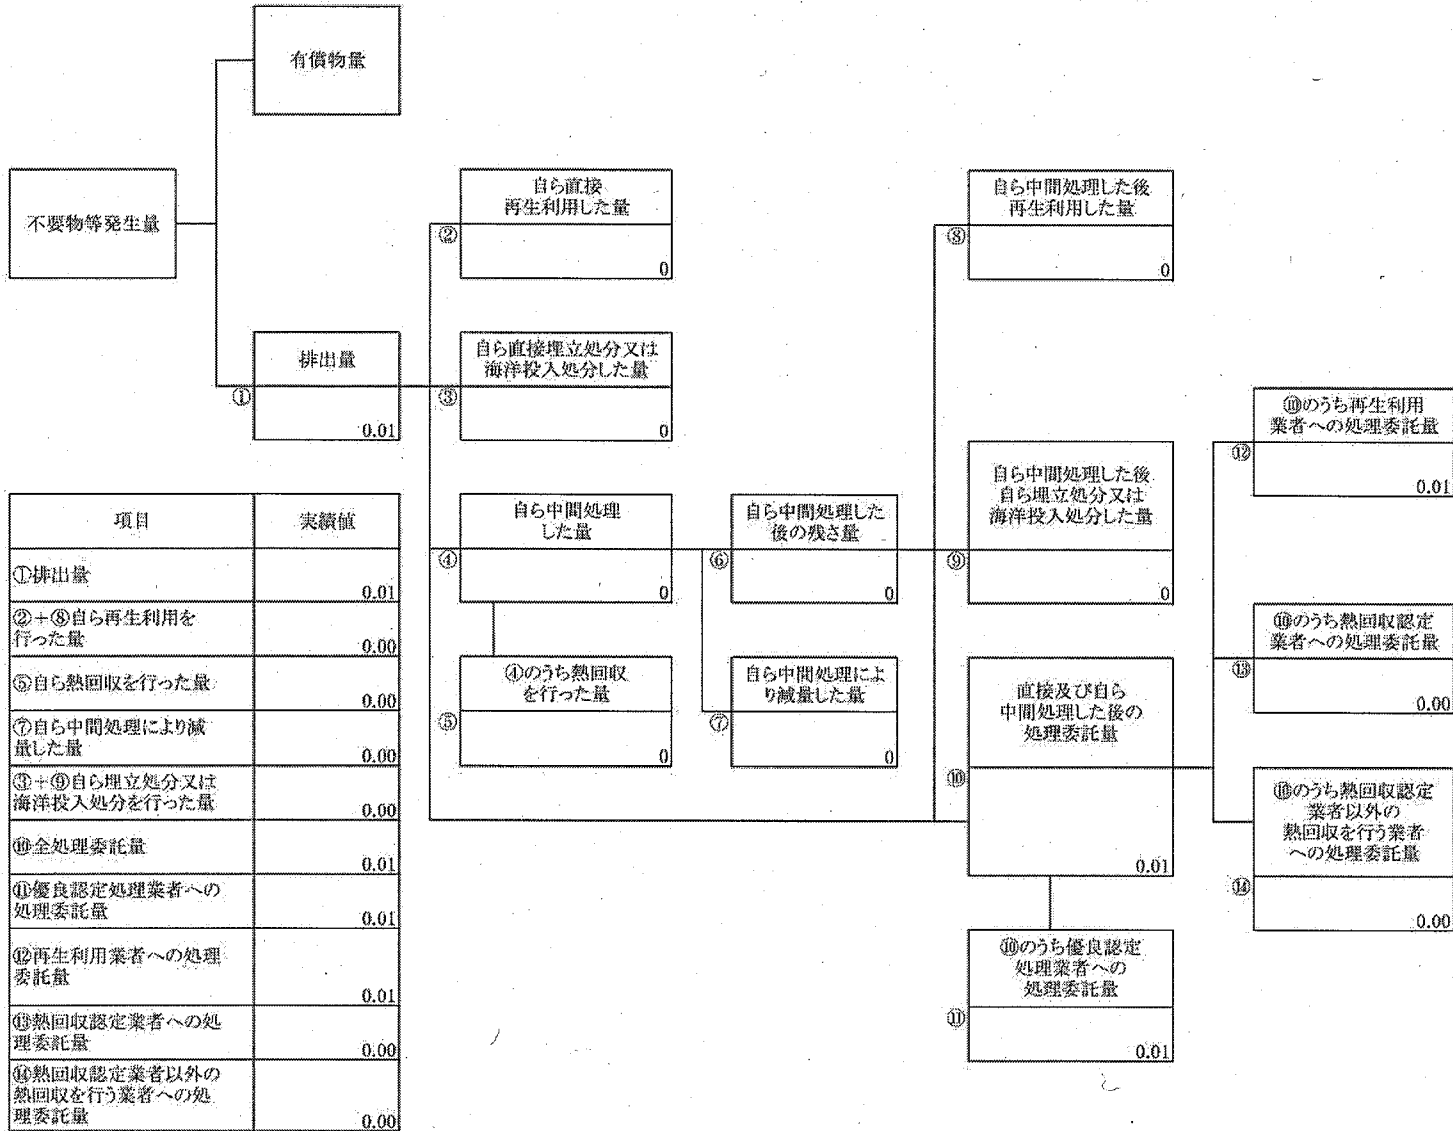 有償物量
不要物等発生量
自ら直接
再生利用した量
②
0
自ら中間処理した後
再生利用した量
⑧
0
排出量
①
0.01
自ら直接埋立処分又は
海洋投入処分した量
③
0
⑩のうち再生利用
業者への処理委託量
⑫
0.01
自ら中間処理
した量
④
0
自ら中間処理した
後の残さ量
⑥
0
自ら中間処理した後
自ら埋立処分又は
海洋投入処分した量
⑨
0
⑩のうち熱回収認定
業者への処理委託量
⑬
0.00
④のうち熱回収
を行った量
⑤
0
自ら中間処理によ
り減量した量
⑦
0
直接及び自ら
中間処理した後の
処理委託量
⑩
0.01
⑩のうち熱回収認定
業者以外の
熱回収を行う業者
への処理委託量
⑭
0.00
⑩のうち優良認定
処理業者への
処理委託量
⑪
0.01
項目 実績値
①排出量
0.01
②+⑧自ら再生利用を
行った量
0.00
⑤自ら熱回収を行った量
0.00
⑦自ら中間処理により減
量した量
0.00
③+⑨自ら埋立処分又は
海洋投入処分を行った量
0.00
⑩全処理委託量
0.01
⑪優良認定処理業者への
処理委託量
0.01
⑫再生利用業者への処理
委託量
0.01
⑬熱回収認定業者への処
理委託量
0.00
⑭熱回収認定業者以外の
熱回収を行う業者への処
理委託量
0.00